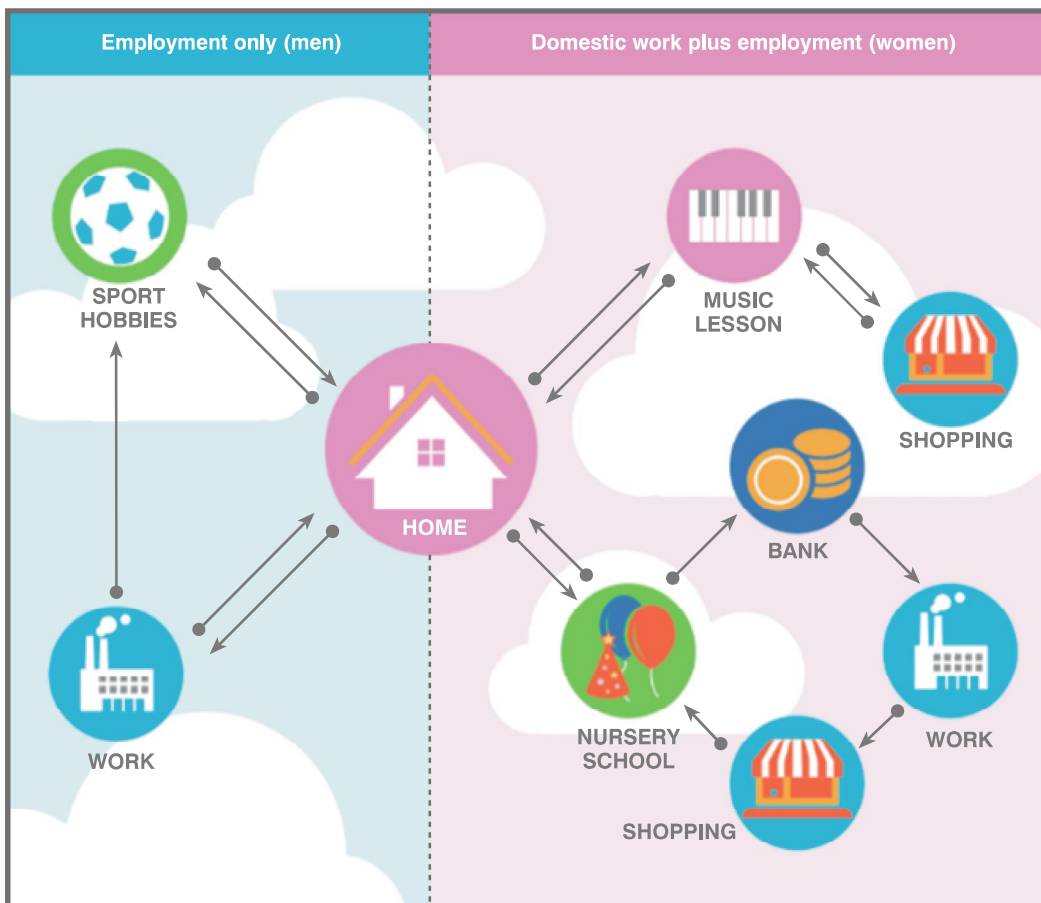 Employment only (men)
Domestic work plus employment (women)
SPORT
HOBBIES
MUSIC
LESSON
SHOPPING
HOME
BANK
WORK
NURSERY
SCHOOL
WORK
SHOPPING